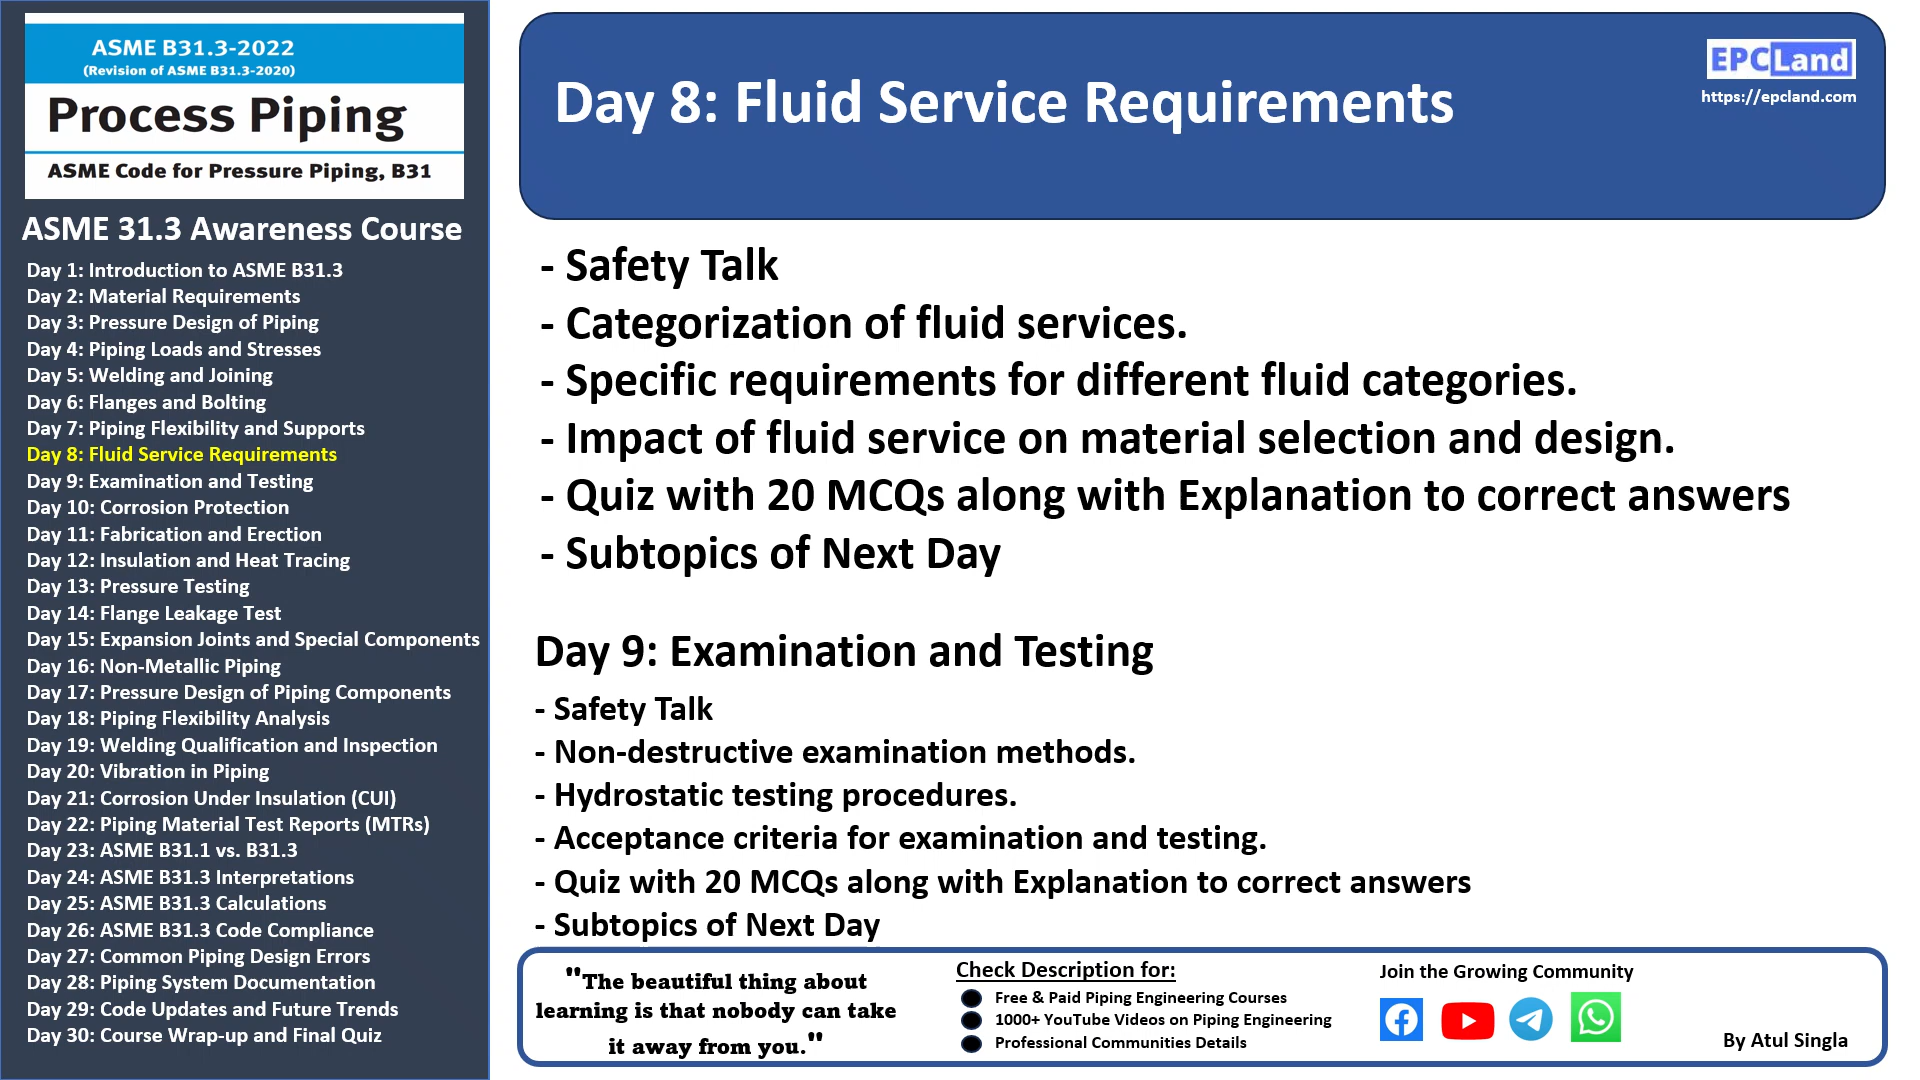 ASME B31.3-2022
(Revision of ASME B31.3-2020)
Process Piping
ASME Code for Pressure Piping, B31
ASME 31.3 Awareness Course
Day 1: Introduction to ASME B31.3
Day 2: Material Requirements
Day 3: Pressure Design of Piping
Day 4: Piping Loads and Stresses
Day 5: Welding and Joining
Day 6: Flanges and Bolting
Day 7: Piping Flexibility and Supports
Day 8: Fluid Service Requirements
Day 9: Examination and Testing
Day 10: Corrosion Protection
Day 11: Fabrication and Erection
Day 12: Insulation and Heat Tracing
Day 13: Pressure Testing
Day 14: Flange Leakage Test
Day 15: Expansion Joints and Special Components
Day 16: Non-Metallic Piping
Day 17: Pressure Design of Piping Components
Day 18: Piping Flexibility Analysis
Day 19: Welding Qualification and Inspection
Day 20: Vibration in Piping
Day 21: Corrosion Under Insulation (CUI)
Day 22: Piping Material Test Reports (MTRs)
Day 23: ASME B31.1 vs. B31.3
Day 24: ASME B31.3 Interpretations
Day 25: ASME B31.3 Calculations
Day 26: ASME B31.3 Code Compliance
Day 27: Common Piping Design Errors
Day 28: Piping System Documentation
Day 29: Code Updates and Future Trends
Day 30: Course Wrap-up and Final Quiz
Day 8: Fluid Service Requirements
EPCLand
https://epcland.com
- Safety Talk
- Categorization of fluid services.
- Specific requirements for different fluid categories.
- Impact of fluid service on material selection and design.
- Quiz with 20 MCQs along with Explanation to correct answers
- Subtopics of Next Day
Day 9: Examination and Testing
- Safety Talk
- Non-destructive examination methods.
- Hydrostatic testing procedures.
- Acceptance criteria for examination and testing.
- Quiz with 20 MCQs along with Explanation to correct answers
- Subtopics of Next Day
"The beautiful thing about
learning is that nobody can take
it away from you."
Check Description for:
Free & Paid Piping Engineering Courses
1000+ YouTube Videos on Piping Engineering
Professional Communities Details
Join the Growing Community
By Atul Singla